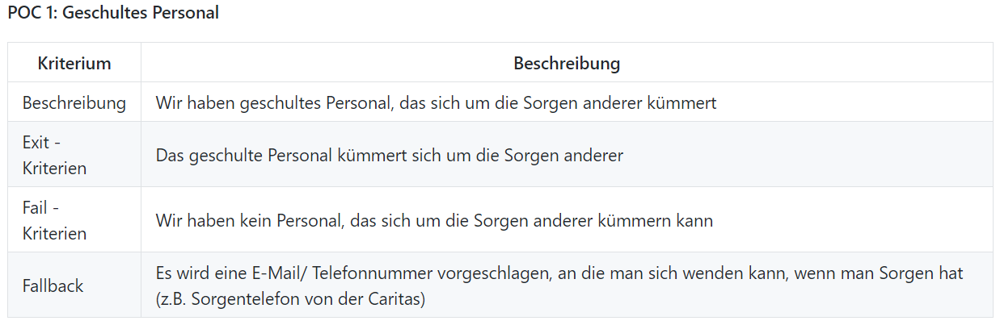 POC 1: Geschultes Personal
Kriterium Beschreibung
Beschreibung Wir haben geschultes Personal, das sich um die Sorgen anderer kümmert
Exit -
Kriterien
Das geschulte Personal kümmert sich um die Sorgen anderer
Fail -
Kriterien
Wir haben kein Personal, das sich um die Sorgen anderer kümmern kann
Fallback
Es wird eine E-Mail/ Telefonnummer vorgeschlagen, an die man sich wenden kann, wenn man Sorgen hat
(z.B. Sorgentelefon von der Caritas)